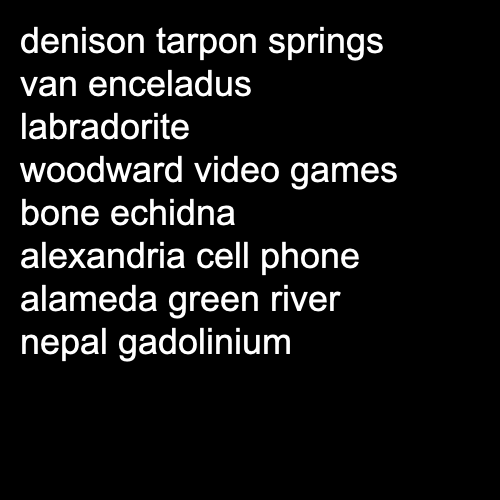 denison tarpon springs
van enceladus
labradorite
woodward video games
bone echidna
alexandria cell phone
alameda green river
nepal gadolinium